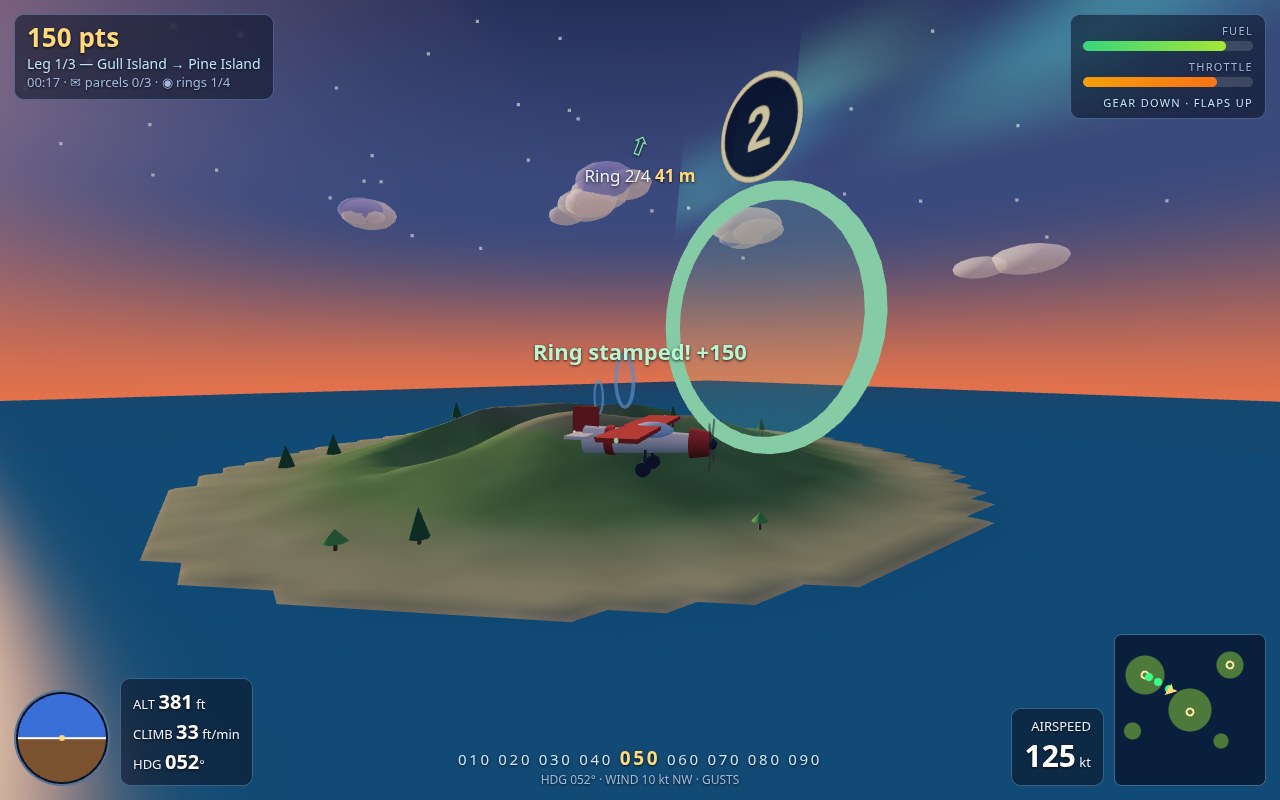 150 pts
Leg 1/3 — Gull Island → Pine Island
00:17 · ✉ parcels 0/3 · ◉ rings 1/4
FUEL
THROTTLE
GEAR DOWN · FLAPS UP
2
Ring 2/4 41 m
Ring stamped! +150
ALT 381 ft
CLIMB 33 ft/min
HDG 052°
010 020 030 040 050 060 070 080 090
HDG 052° · WIND 10 kt NW · GUSTS
AIRSPEED
125 kt